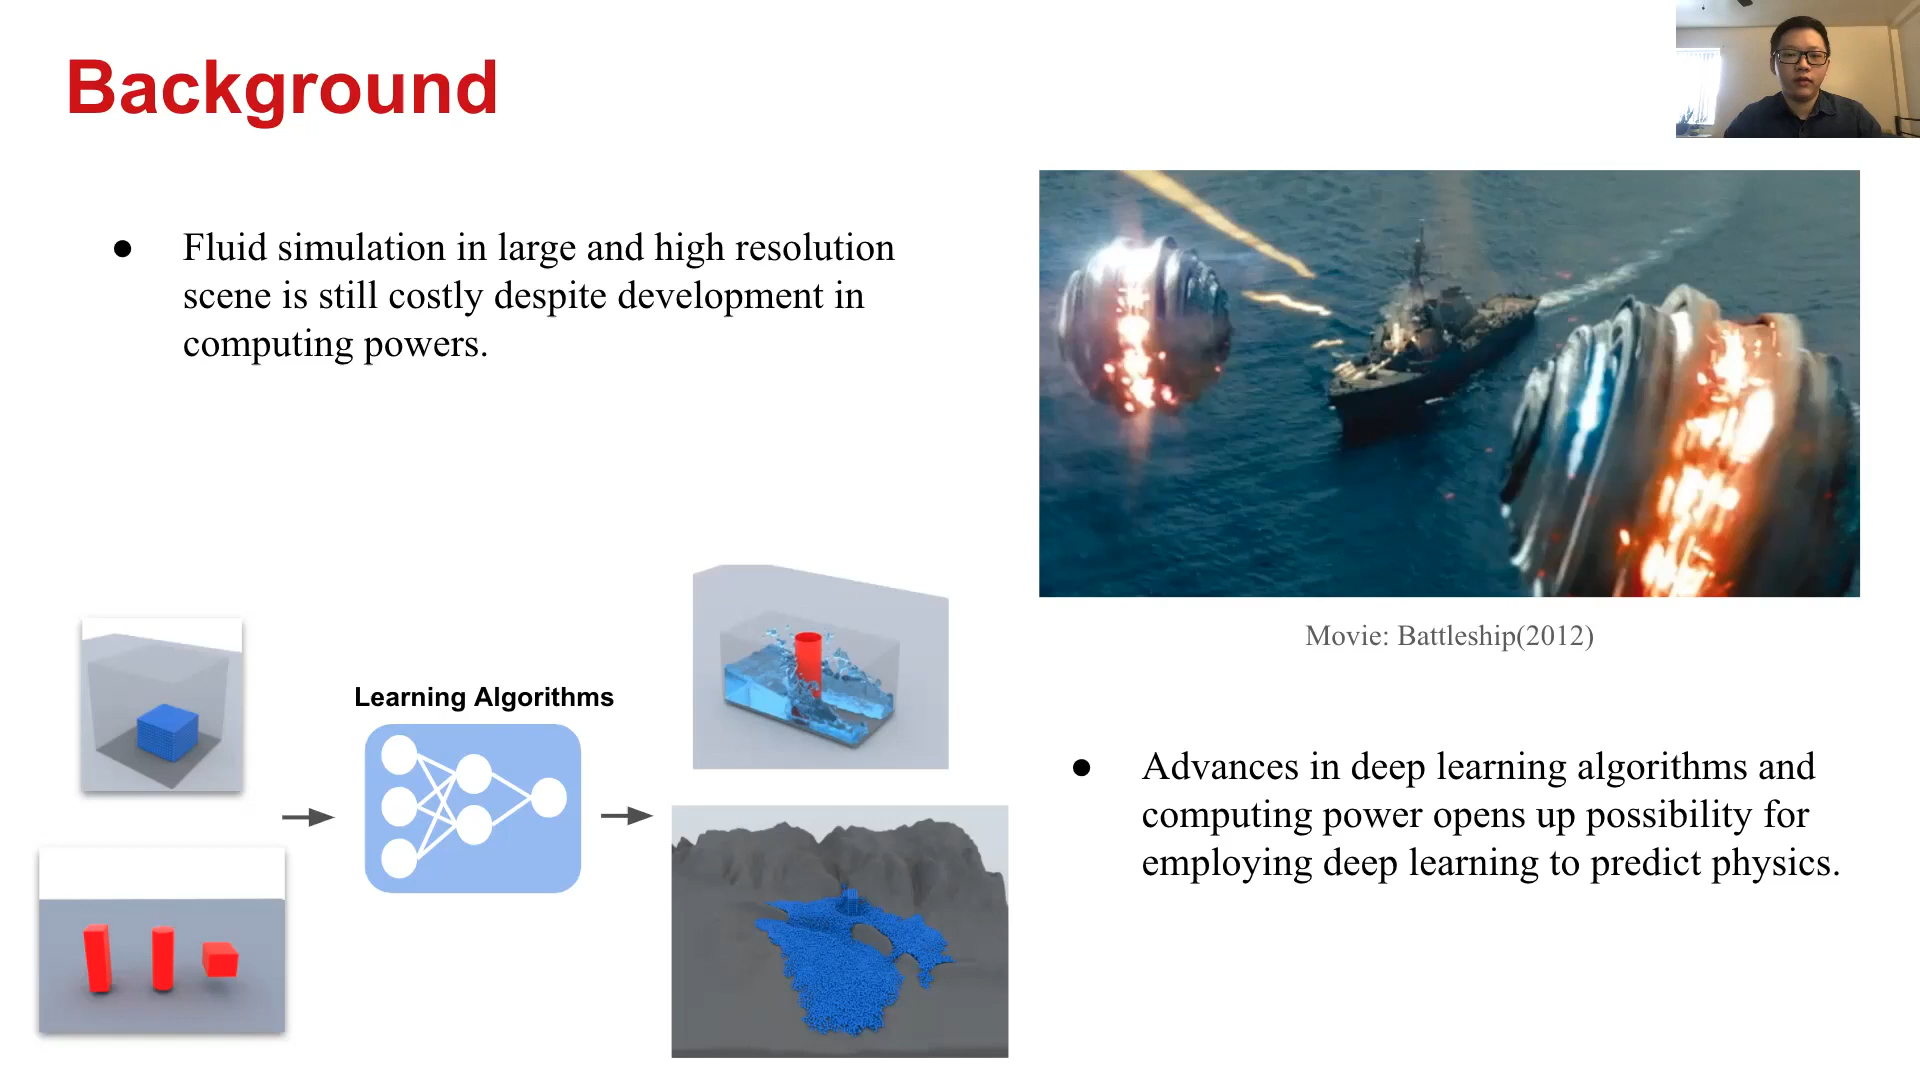 Background
● Fluid simulation in large and high resolution
scene is still costly despite development in
computing powers.
Movie: Battleship(2012)
Learning Algorithms
● Advances in deep learning algorithms and
computing power opens up possibility for
employing deep learning to predict physics.